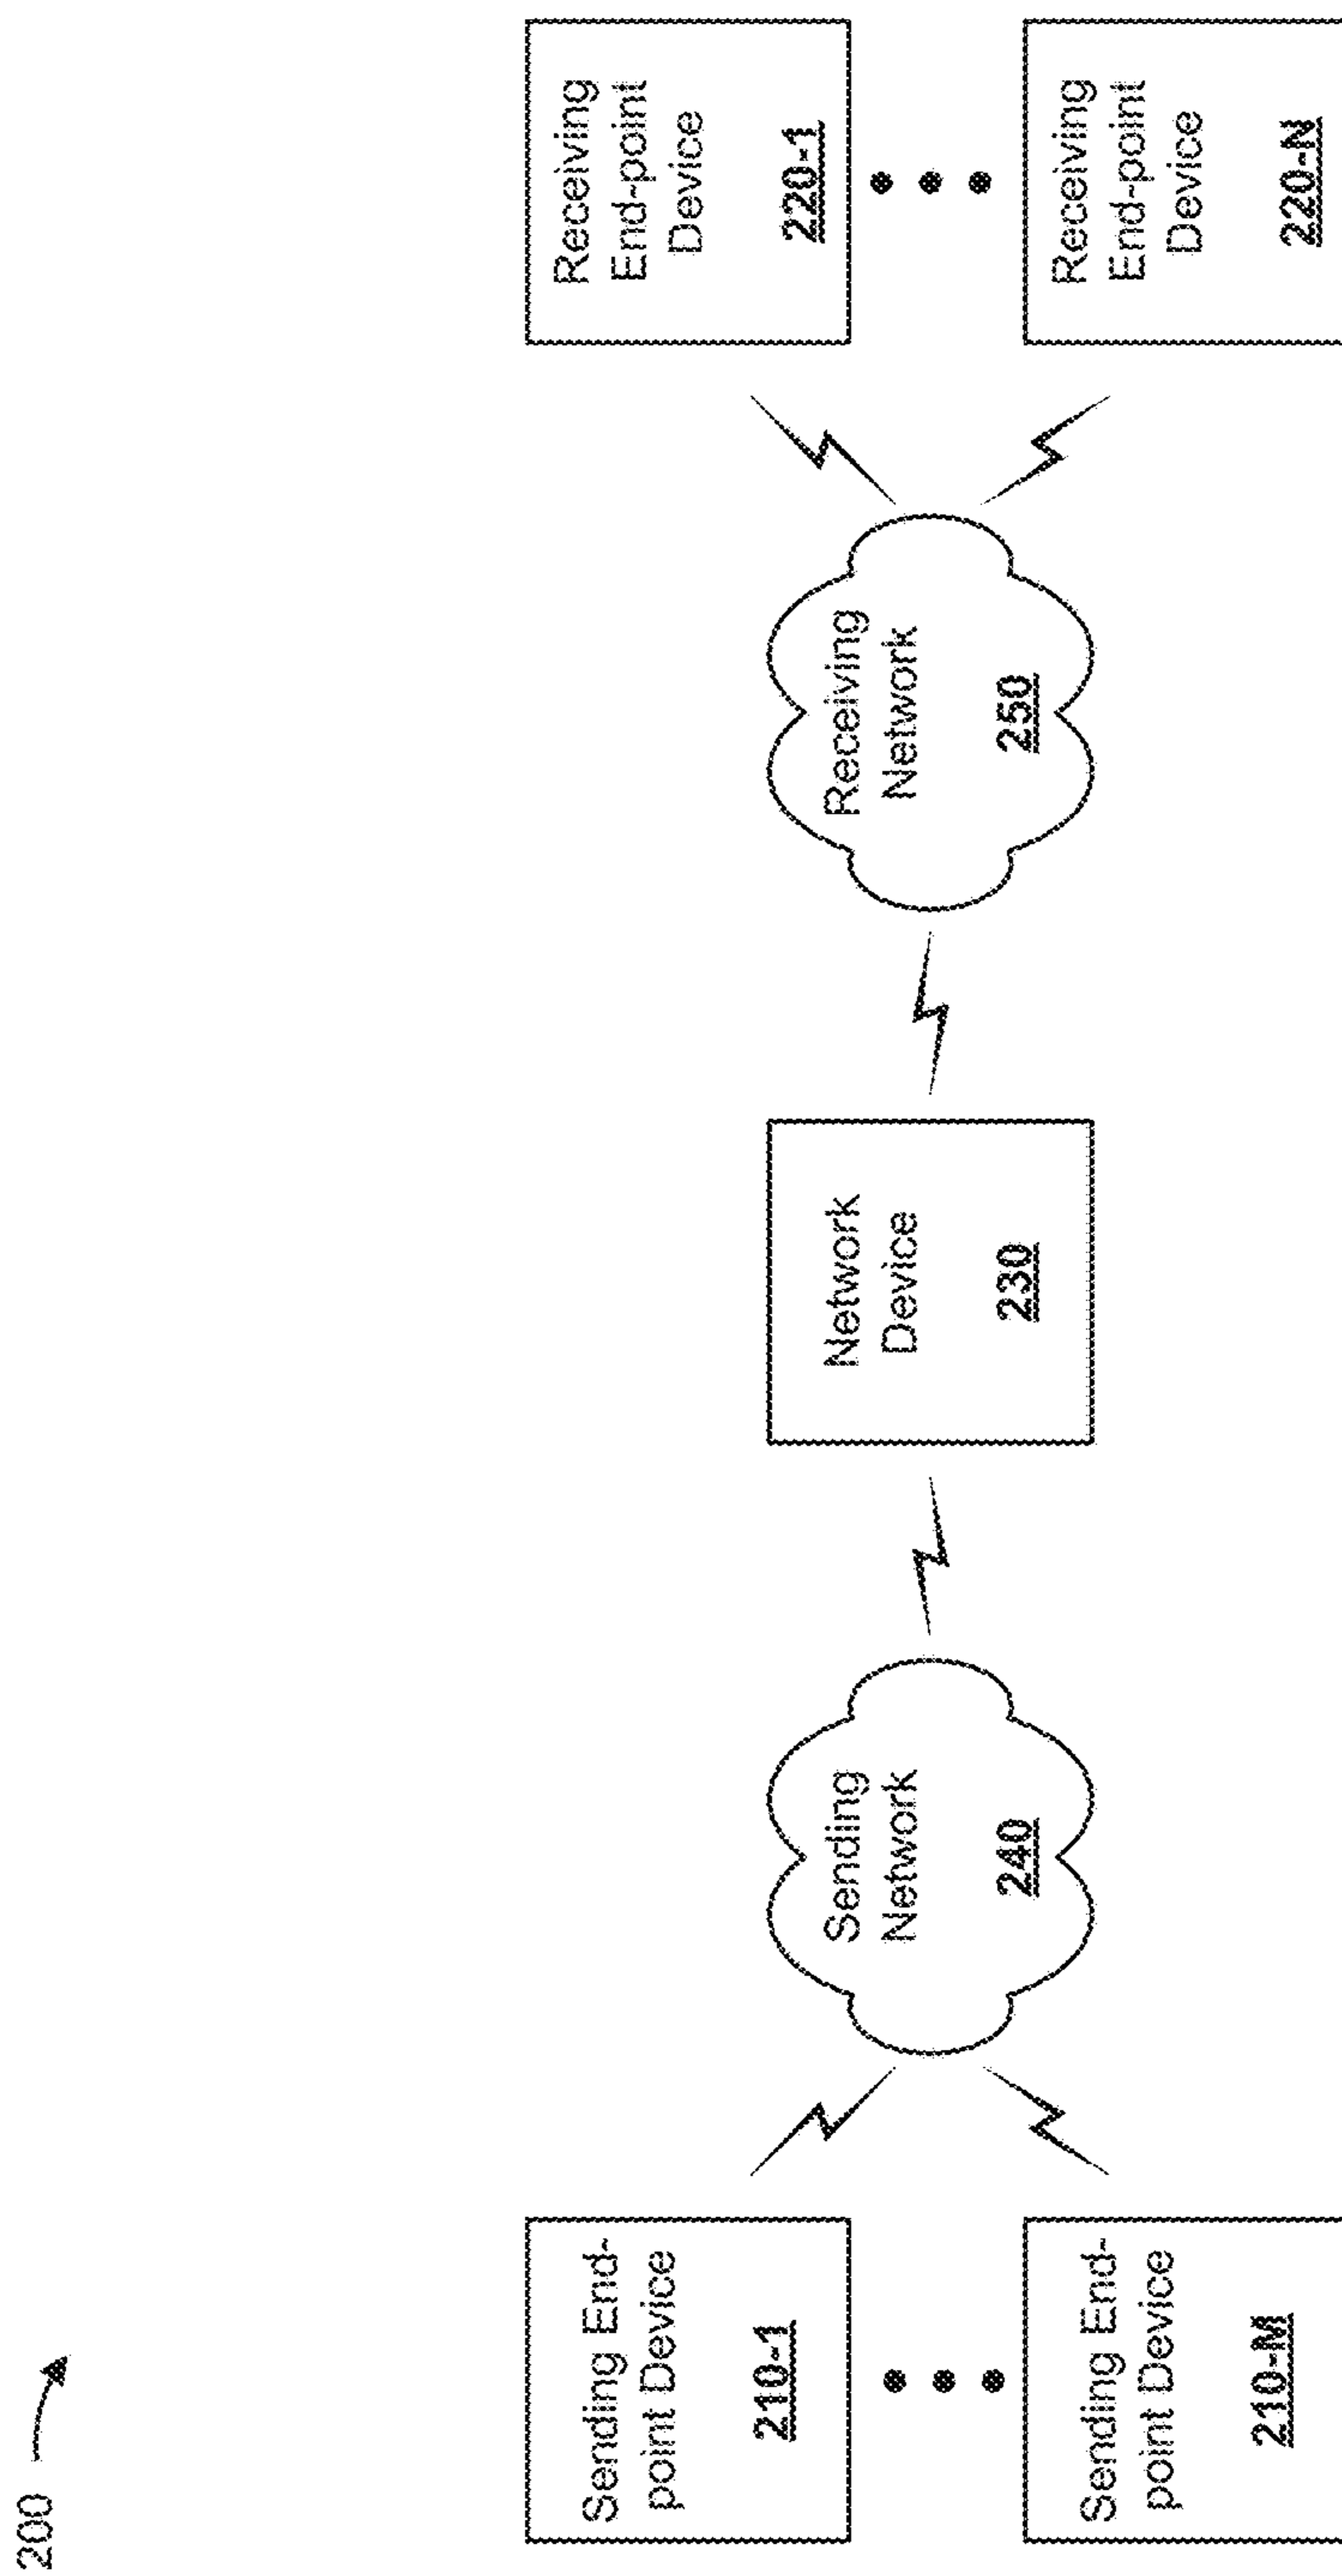 200
Sending End-
point Device
210-1
Sending End-
point Device
210-M
Sending
Network
240
Network
Device
230
Receiving
Network
250
Receiving
End-point
Device
220-1
Receiving
End-point
Device
220-N